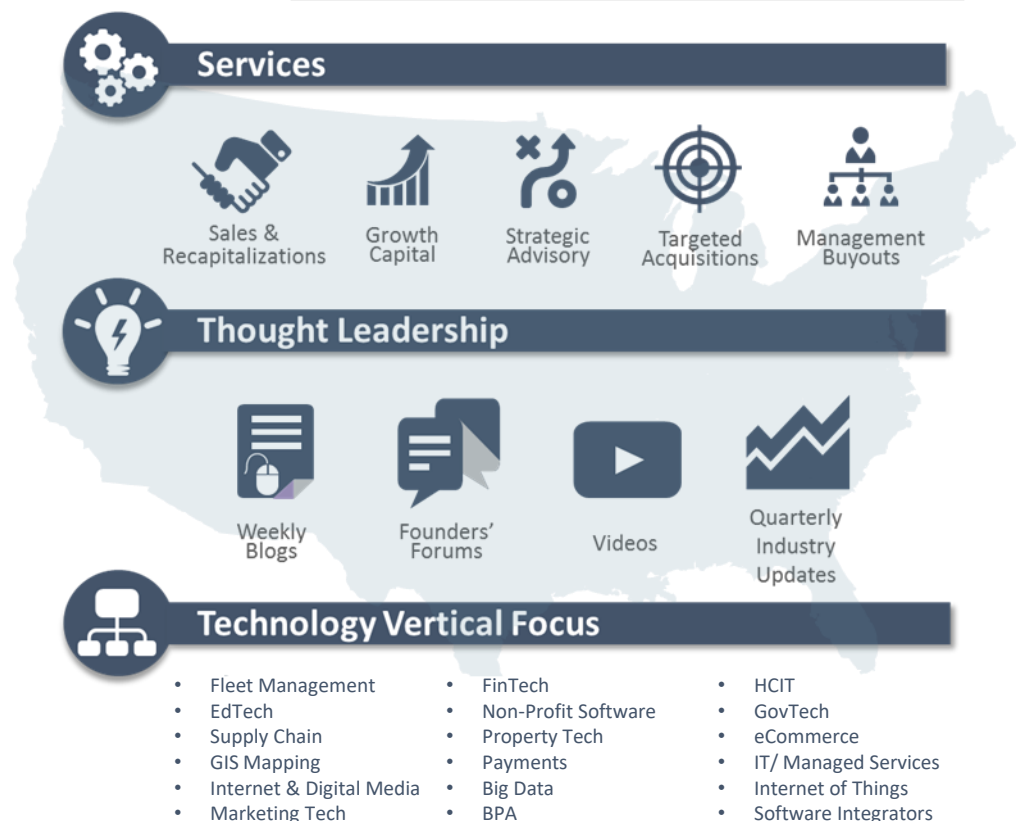 Services
Sales &
Recapitalizations
Growth
Capital
Strategic
Advisory
Targeted
Acquisitions
Management
Buyouts
Thought Leadership
Weekly
Blogs
Founders’
Forums
Videos
Quarterly
Industry
Updates
Technology Vertical Focus
• Fleet Management
• EdTech
• Supply Chain
• GIS Mapping
• Internet & Digital Media
• Marketing Tech
• FinTech
• Non-Profit Software
• Property Tech
• Payments
• Big Data
• BPA
• HCIT
• GovTech
• eCommerce
• IT/ Managed Services
• Internet of Things
• Software Integrators